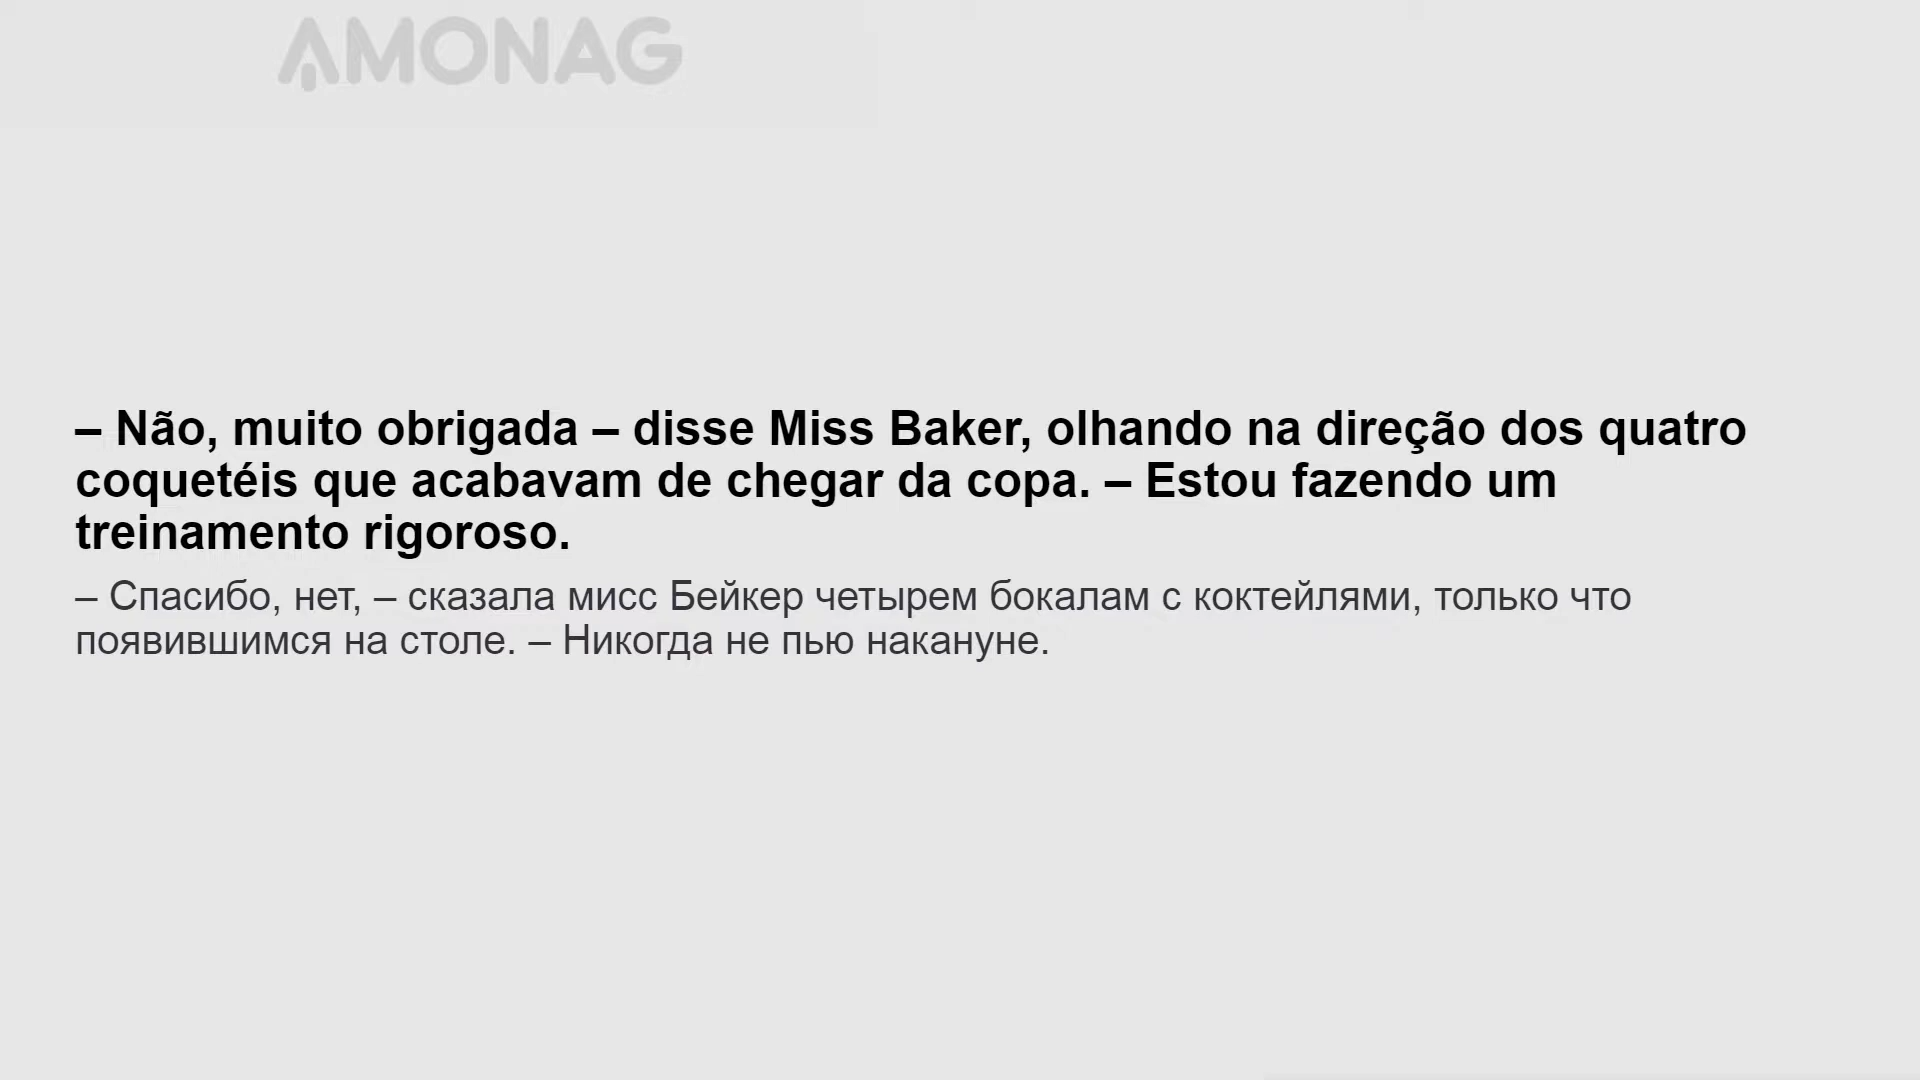 AMONAG
– Não, muito obrigada – disse Miss Baker, olhando na direção dos quatro
coquetéis que acabavam de chegar da copa. – Estou fazendo um
treinamento rigoroso.
– Спасибо, нет, – сказала мисс Бейкер четырем бокалам с коктейлями, только что
появившимся на столе. – Никогда не пью накануне.